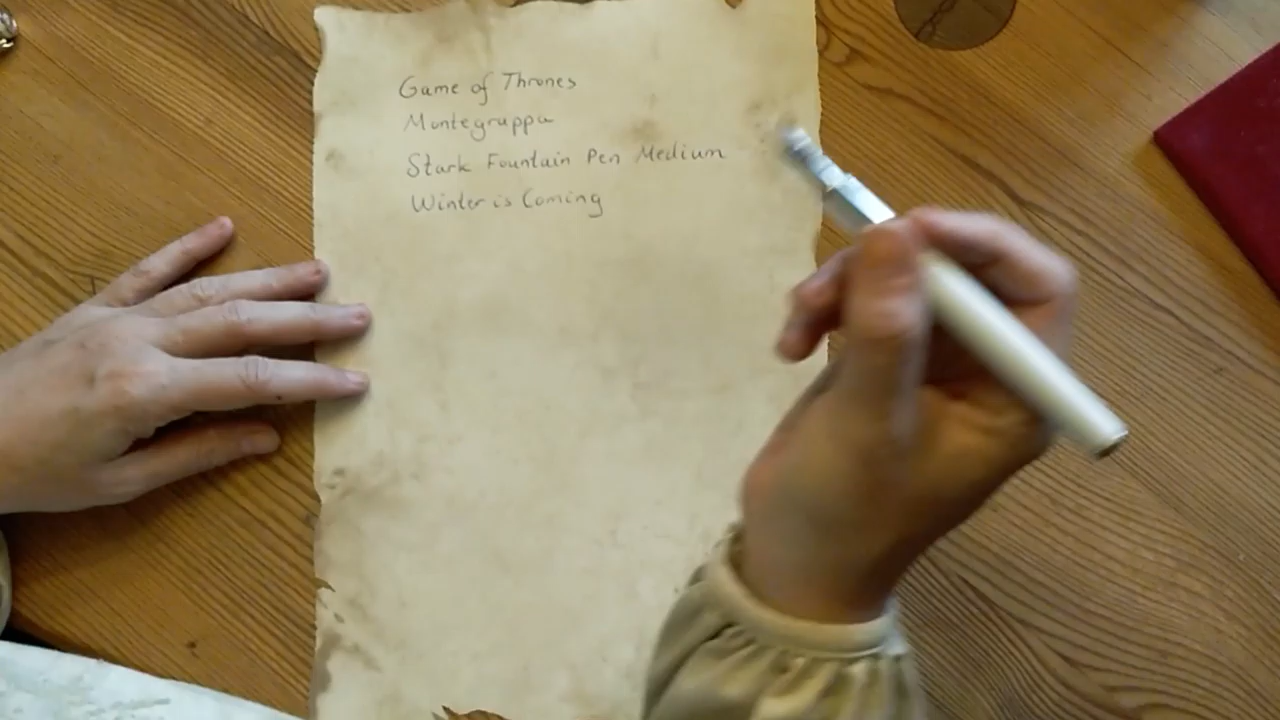 Game of Thrones
Montegrappa
Stark Fountain Pen Medium
Winter is Coming